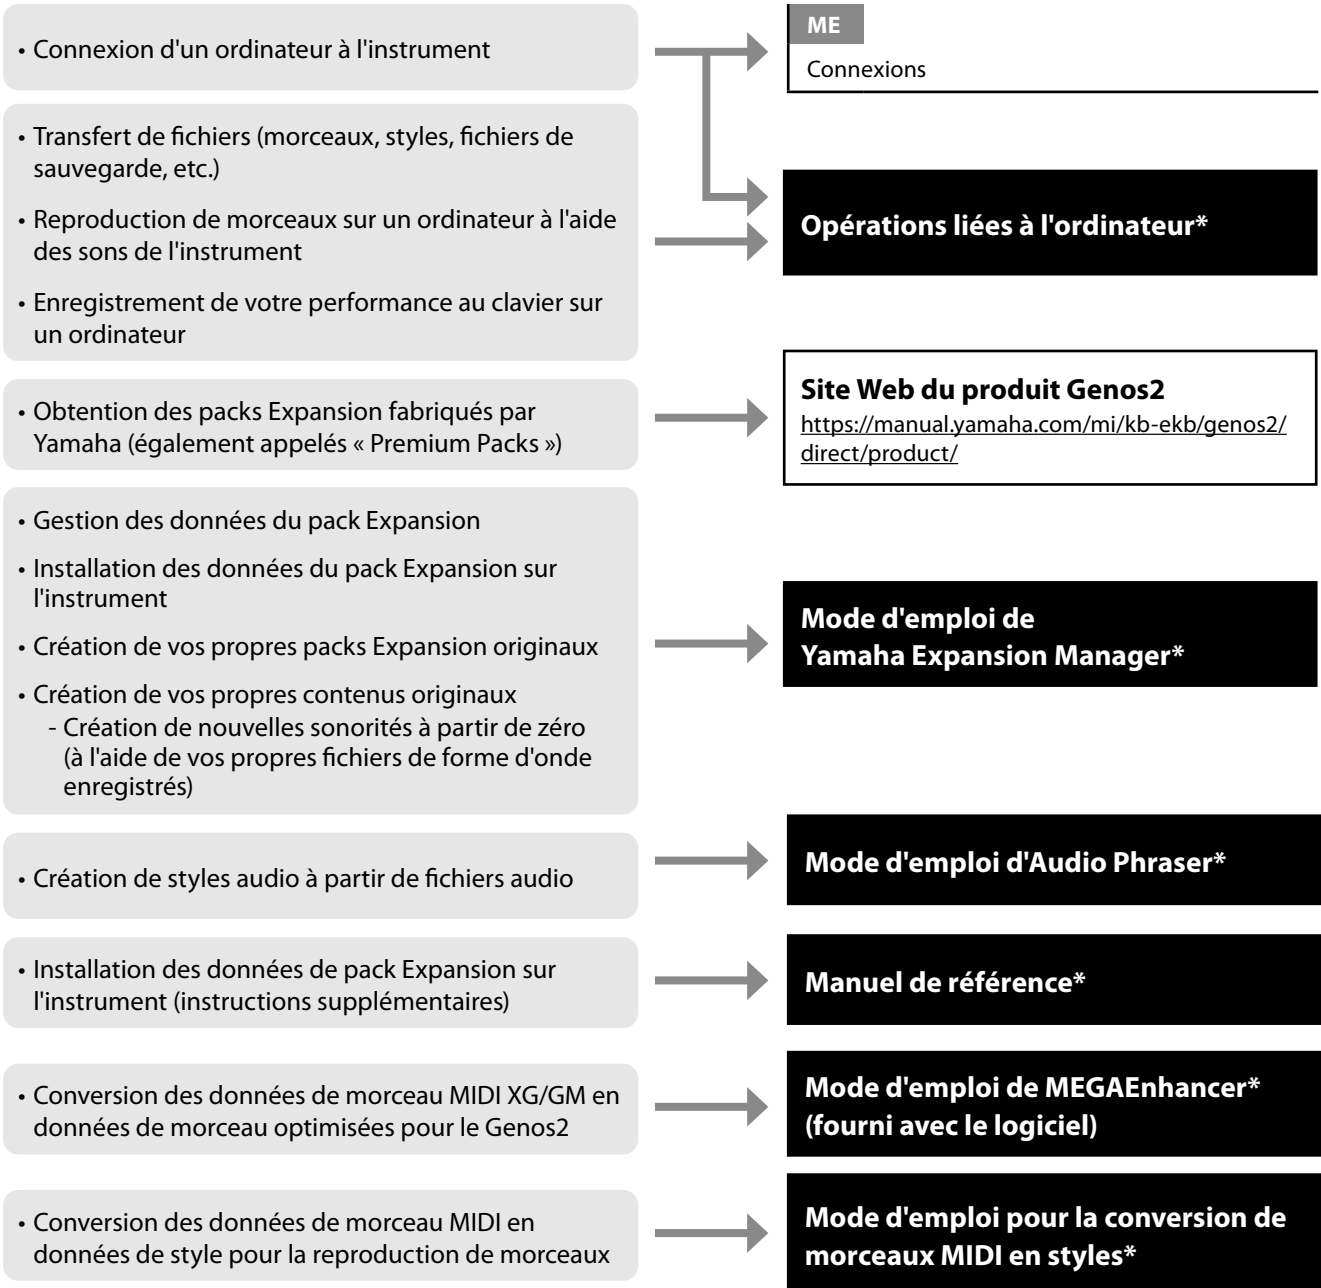 • Connexion d'un ordinateur à l'instrument
ME
Connexions
• Transfert de fichiers (morceaux, styles, fichiers de
sauvegarde, etc.)
• Reproduction de morceaux sur un ordinateur à l'aide
des sons de l'instrument
• Enregistrement de votre performance au clavier sur
un ordinateur
Opérations liées à l'ordinateur*
• Obtention des packs Expansion fabriqués par
Yamaha (également appelés « Premium Packs »)
Site Web du produit Genos2
https://manual.yamaha.com/mi/kb-ekb/genos2/
direct/product/
• Gestion des données du pack Expansion
• Installation des données du pack Expansion sur
l'instrument
• Création de vos propres packs Expansion originaux
• Création de vos propres contenus originaux
- Création de nouvelles sonorités à partir de zéro
(à l'aide de vos propres fichiers de forme d'onde
enregistrés)
Mode d'emploi de
Yamaha Expansion Manager*
• Création de styles audio à partir de fichiers audio
Mode d'emploi d'Audio Phraser*
• Installation des données de pack Expansion sur
l'instrument (instructions supplémentaires)
Manuel de référence*
• Conversion des données de morceau MIDI XG/GM en
données de morceau optimisées pour le Genos2
Mode d'emploi de MEGAEnhancer*
(fourni avec le logiciel)
• Conversion des données de morceau MIDI en
données de style pour la reproduction de morceaux
Mode d'emploi pour la conversion de
morceaux MIDI en styles*